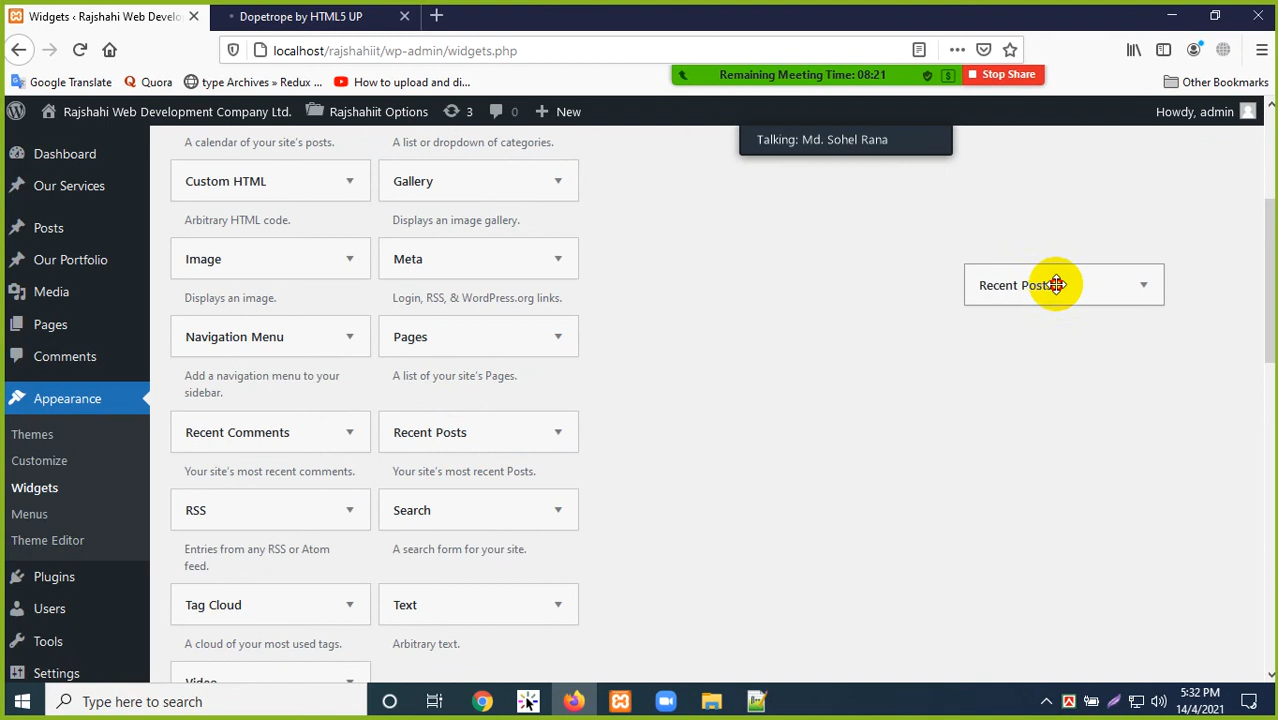 Widgets ‹ Rajshahi Web Develo
Dopetrope by HTML5 UP
localhost/rajshahiit/wp-admin/widgets.php
Google Translate
Quora
type Archives » Redux ...
How to upload and di...
Remaining Meeting Time: 08:21
Stop Share
Other Bookmarks
Rajshahi Web Development Company Ltd.
Rajshahiit Options
3
0
New
Howdy, admin
Talking: Md. Sohel Rana
Dashboard
Our Services
Posts
Our Portfolio
Media
Pages
Comments
Appearance
Themes
Customize
Widgets
Menus
Theme Editor
Plugins
Users
Tools
Settings
A calendar of your site's posts.
A list or dropdown of categories.
Custom HTML
Gallery
Arbitrary HTML code.
Displays an image gallery.
Image
Meta
Displays an image.
Login, RSS, & WordPress.org links.
Navigation Menu
Pages
Add a navigation menu to your
sidebar.
A list of your site's Pages.
Recent Comments
Recent Posts
Your site's most recent comments.
Your site's most recent Posts.
RSS
Search
Entries from any RSS or Atom
feed.
A search form for your site.
Tag Cloud
Text
A cloud of your most used tags.
Arbitrary text.
Video
Recent Posts
Type here to search
5:32 PM
14/4/2021